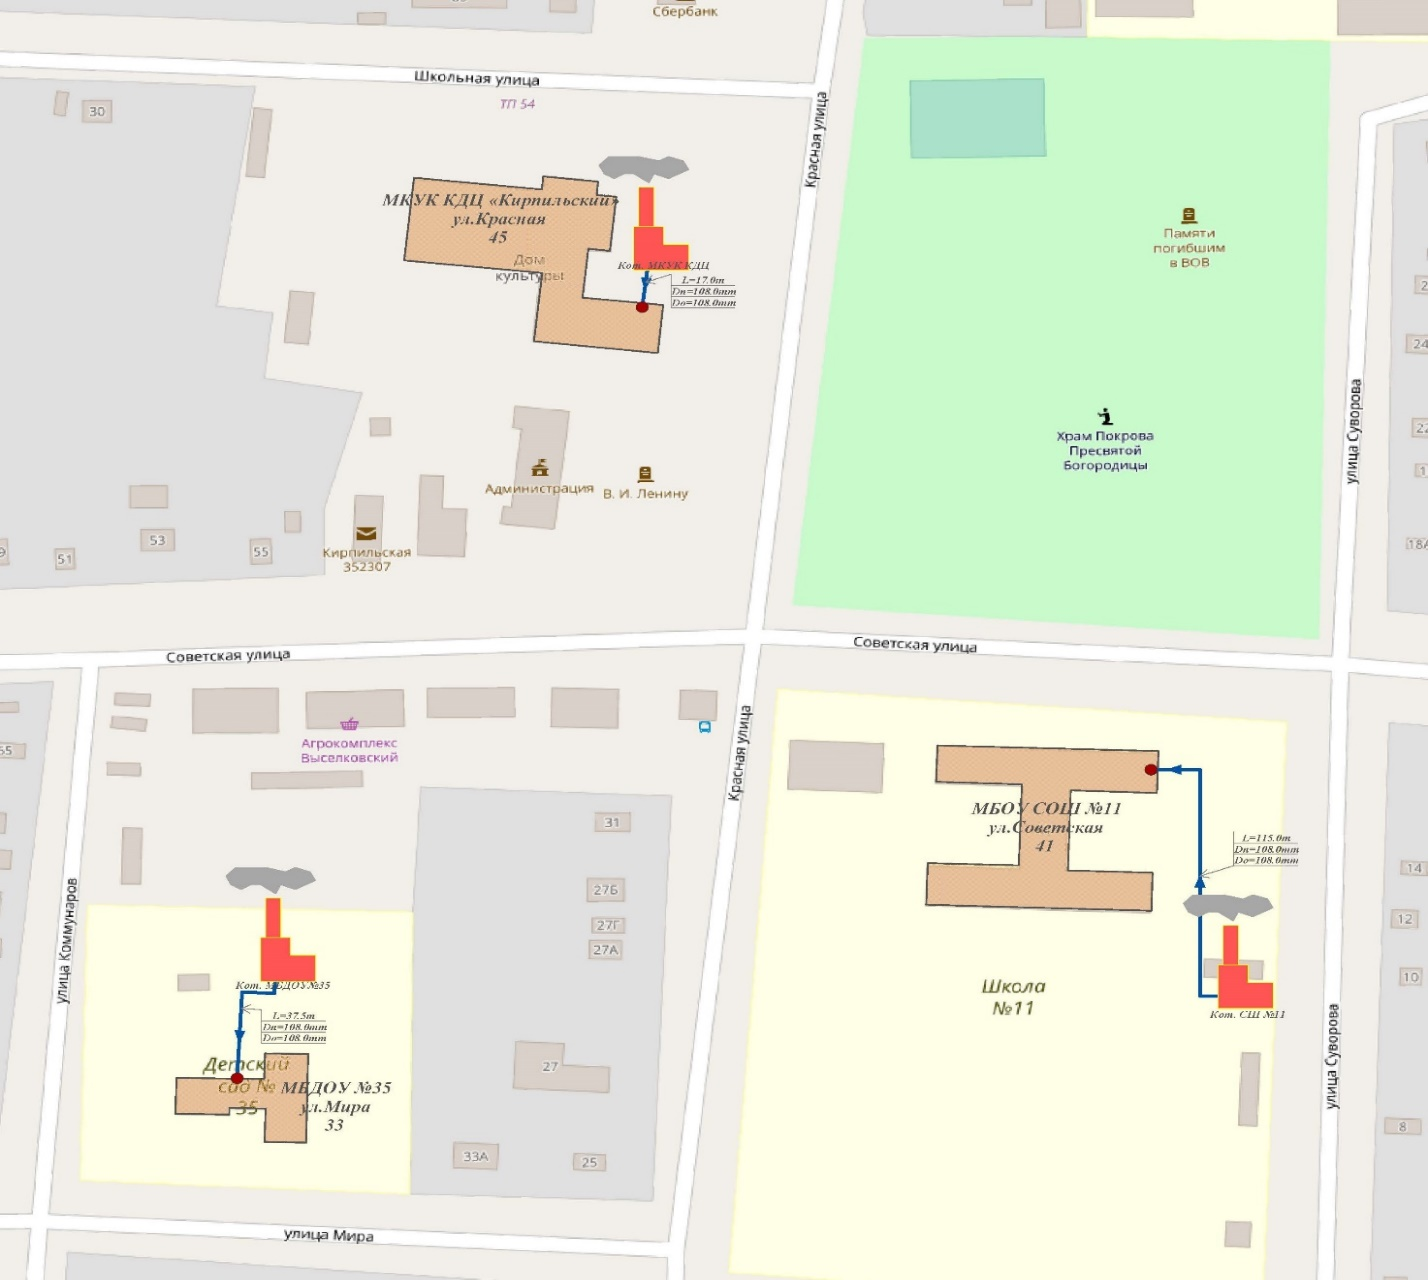 Сбербанк
Школьная улица
ТП 54
30
Красная улица
МКУК КДЦ «Кирпильский»
ул.Красная
45
Дом
культуры
Кот. МКУК КДЦ
L=17.0m
Dп=108.0mm
Dо=108.0mm
Памяти
погибшим
в ВОВ
Храм Покрова
Пресвятой
Богородицы
улица Суворова
24
22
18А
Администрация
В. И. Ленину
Кирпильская
352307
51
53
55
Советская улица
Советская улица
Агрокомплекс
Выселковский
Красная улица
31
27Б
27Г
27А
27
33А
25
улица Коммунаров
Кот. МБДОУ№35
L=37.5m
Dп=108.0mm
Dо=108.0mm
Детский
сад №
35
МБДОУ №35
ул.Мира
33
улица Мира
МБОУ СОШ №11
ул.Советская
41
L=115.0m
Dп=108.0mm
Dо=108.0mm
Школа
№11
Кот. СШ №11
14
12
10
8
улица Суворова